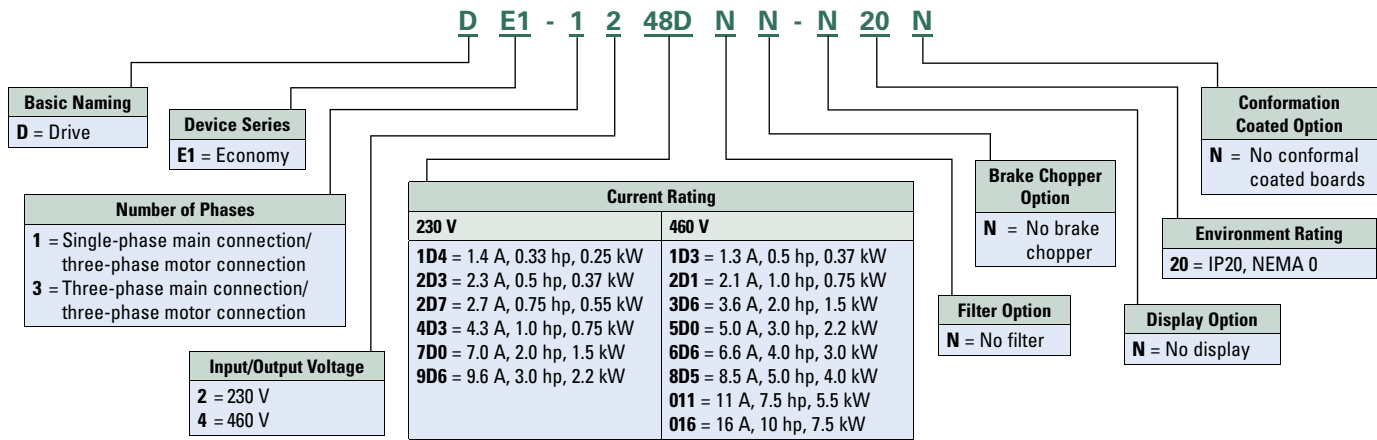 D E1 - 1 2 48D N N - N 20 N
Basic Naming
D = Drive
Device Series
E1 = Economy
Number of Phases
1 = Single-phase main connection/
three-phase motor connection
3 = Three-phase main connection/
three-phase motor connection
Input/Output Voltage
2 = 230 V
4 = 460 V
Current Rating
230 V
1D4 = 1.4 A, 0.33 hp, 0.25 kW
2D3 = 2.3 A, 0.5 hp, 0.37 kW
2D7 = 2.7 A, 0.75 hp, 0.55 kW
4D3 = 4.3 A, 1.0 hp, 0.75 kW
7D0 = 7.0 A, 2.0 hp, 1.5 kW
9D6 = 9.6 A, 3.0 hp, 2.2 kW
460 V
1D3 = 1.3 A, 0.5 hp, 0.37 kW
2D1 = 2.1 A, 1.0 hp, 0.75 kW
3D6 = 3.6 A, 2.0 hp, 1.5 kW
5D0 = 5.0 A, 3.0 hp, 2.2 kW
6D6 = 6.6 A, 4.0 hp, 3.0 kW
8D5 = 8.5 A, 5.0 hp, 4.0 kW
011 = 11 A, 7.5 hp, 5.5 kW
016 = 16 A, 10 hp, 7.5 kW
Filter Option
N = No filter
Brake Chopper
Option
N = No brake
chopper
Display Option
N = No display
Environment Rating
20 = IP20, NEMA 0
Conformation
Coated Option
N = No conformal
coated boards